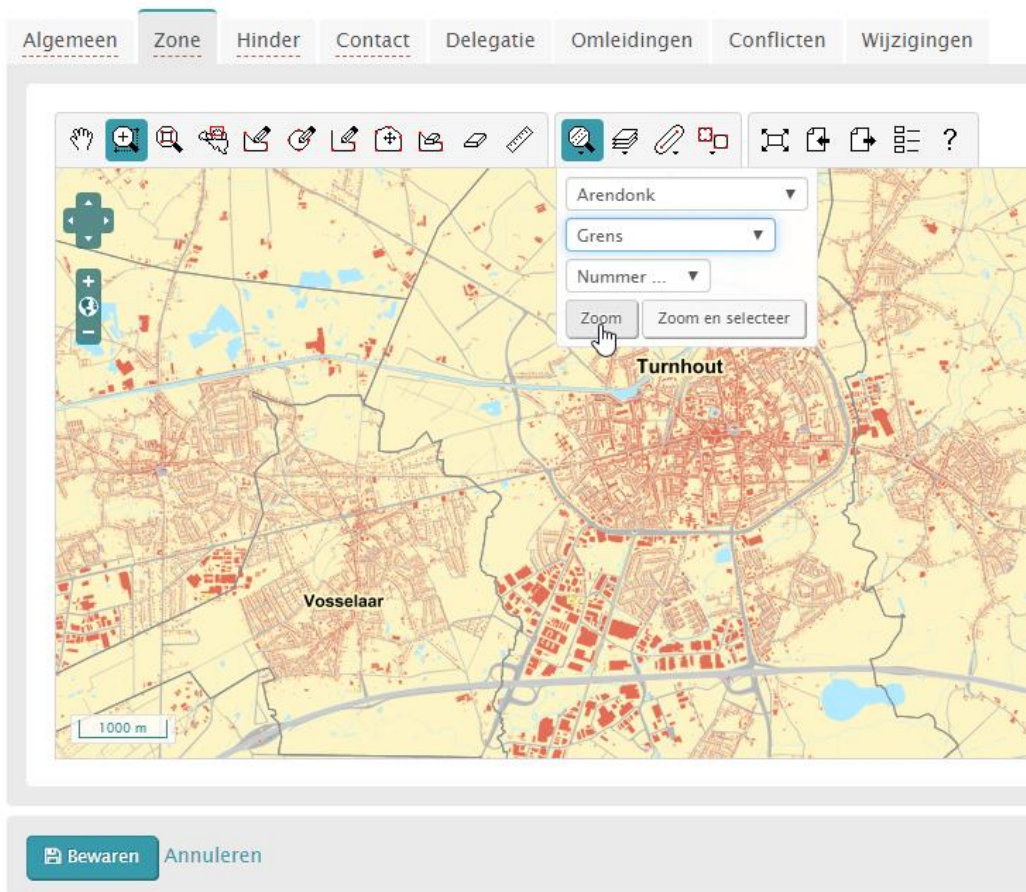 Algemeen Zone Hinder Contact Delegatie Omleidingen Conflicten Wijzigingen
?
Arendonk
Grens
Nummer ...
Zoom Zoom en selecteer
Turnhout
Vosselaar
1000 m
Bewaren Annuleren